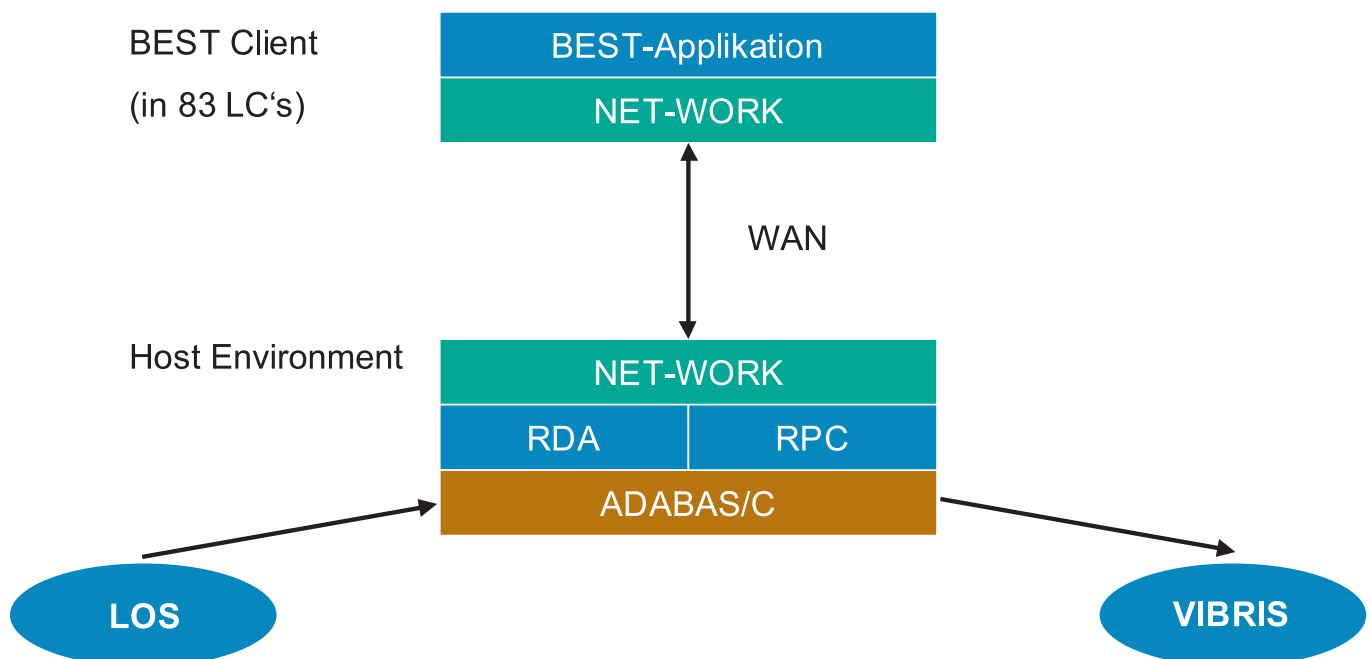 BEST Client
(in 83 LC‘s)
BEST-Applikation
NET-WORK
WAN
Host Environment
NET-WORK
RDA
RPC
ADABAS/C
LOS
VIBRIS